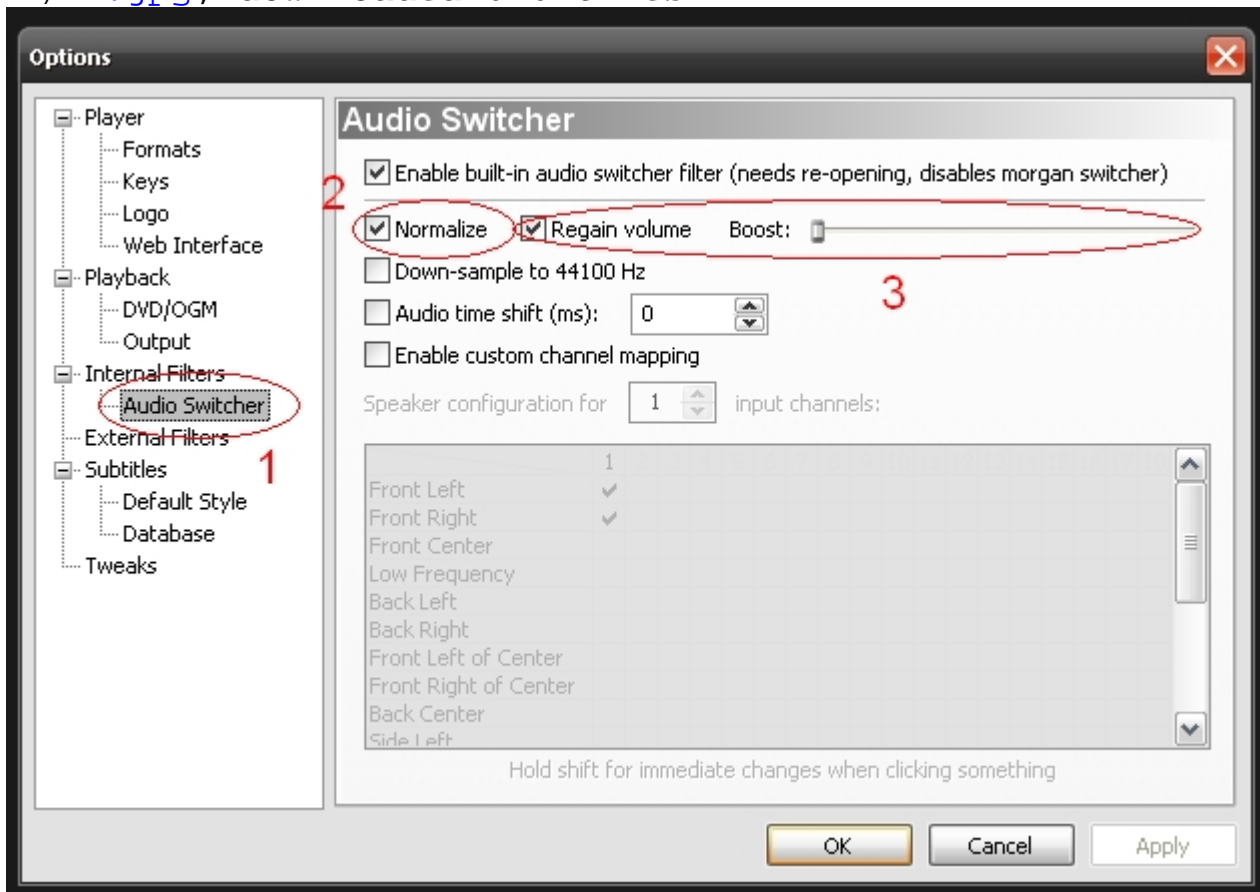 Options
Player
Formats
Keys
Logo
Web Interface
Playback
DVD/OGM
Output
Internal Filters
Audio Switcher
External Filters
Subtitles
Default Style
Database
Tweaks
1
Audio Switcher
Enable built-in audio switcher filter (needs re-opening, disables morgan switcher)
2
Normalize Regain volume Boost:
3
Down-sample to 44100 Hz
Audio time shift (ms): 0
Enable custom channel mapping
Speaker configuration for 1 input channels:
1
Front Left
Front Right
Front Center
Low Frequency
Back Left
Back Right
Front Left of Center
Front Right of Center
Back Center
Side Left
Hold shift for immediate changes when clicking something
OK Cancel Apply